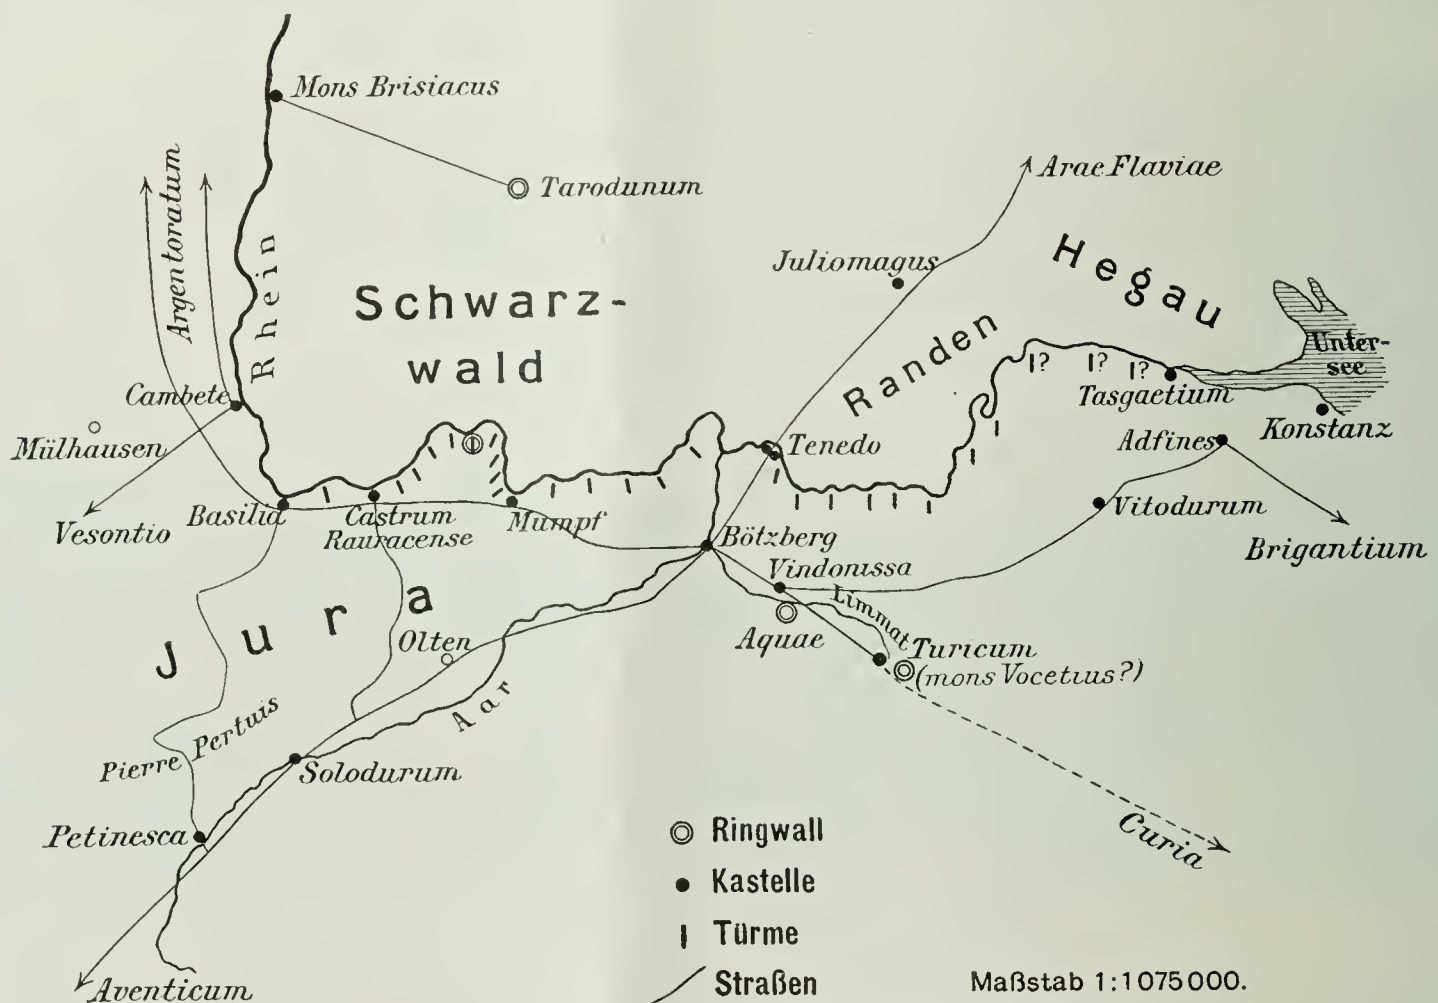 Mons Brisiacus
Tarodunum
Arae Flaviae
Argentoratum
Rhein
Juliomagus
Hegau
Schwarz-
wald
Randen
Unter-
see
I?
I?
I?
Cambete
Tasgaetium
Mülhausen
Konstanz
Tenedo
Adfines
Vesontio
Basilia
Castrum
Rauracense
Mumpf
Vitodurum
Bötzberg
Brigantium
Vindonissa
Limmat
Jura
Olten
Aquae
Turicum
(mons Vocetius?)
Aar
Pierre Pertuis
Solodurum
Petinesca
Curia
Aventicum
Ringwall
Kastelle
Türme
Straßen
Maßstab 1:1075000.